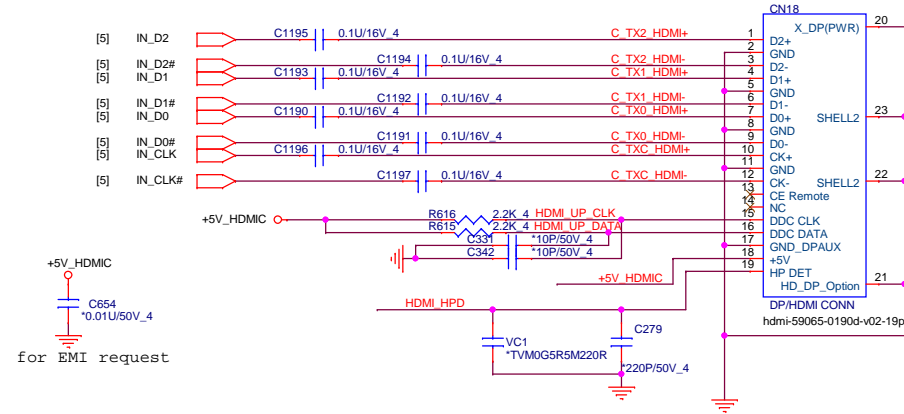 CN18
X_DP(PWR) 20
[5] IN_D2 C1195 0.1U/16V_4 C_TX2_HDMI+ 1 D2+
2 GND
[5] IN_D2# C1194 0.1U/16V_4 C_TX2_HDMI- 3 D2-
[5] IN_D1 C1193 0.1U/16V_4 C_TX1_HDMI+ 4 D1+
5 GND
[5] IN_D1# C1192 0.1U/16V_4 C_TX1_HDMI- 6 D1-
[5] IN_D0 C1190 0.1U/16V_4 C_TX0_HDMI+ 7 D0+ SHELL2 23
8 GND
[5] IN_D0# C1191 0.1U/16V_4 C_TX0_HDMI- 9 D0-
[5] IN_CLK C1196 0.1U/16V_4 C_TXC_HDMI+ 10 CK+
11 GND
[5] IN_CLK# C1197 0.1U/16V_4 C_TXC_HDMI- 12 CK- SHELL2 22
13 CE Remote
14 NC
+5V_HDMIC R616 2.2K_4 HDMI_UP_CLK 15 DDC CLK
R615 2.2K_4 HDMI_UP_DATA 16 DDC DATA
C331 *10P/50V_4 17 GND_DPAUX
C342 *10P/50V_4 18 +5V
+5V_HDMIC 19 HP DET
+5V_HDMIC HD_DP_Option 21
C654 HDMI_HPD DP/HDMI CONN
*0.01U/50V_4 hdmi-59065-0190d-v02-19p
C279
VC1
*TVM0G5R5M220R
for EMI request
*220P/50V_4